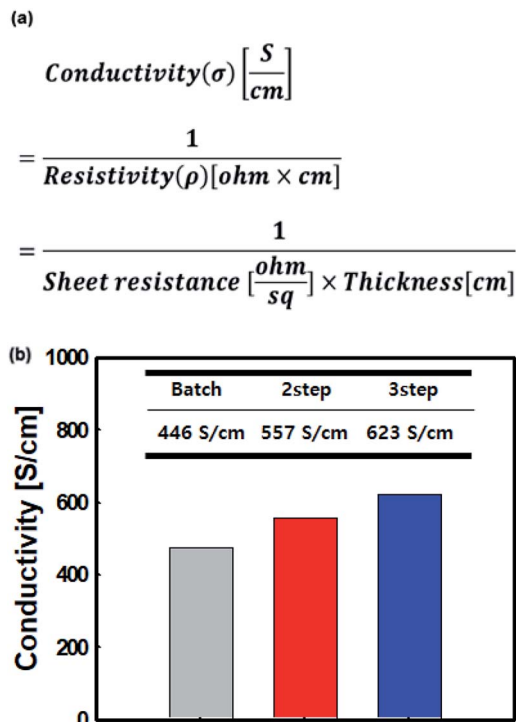 (a)
Conductivity(σ) [S/cm]
= 1/Resistivity(ρ)[ohm × cm]
= 1/Sheet resistance [ohm/sq] × Thickness[cm]
(b)
1000
800
600
400
200
0
Conductivity [S/cm]
Batch 2step 3step
446 S/cm 557 S/cm 623 S/cm